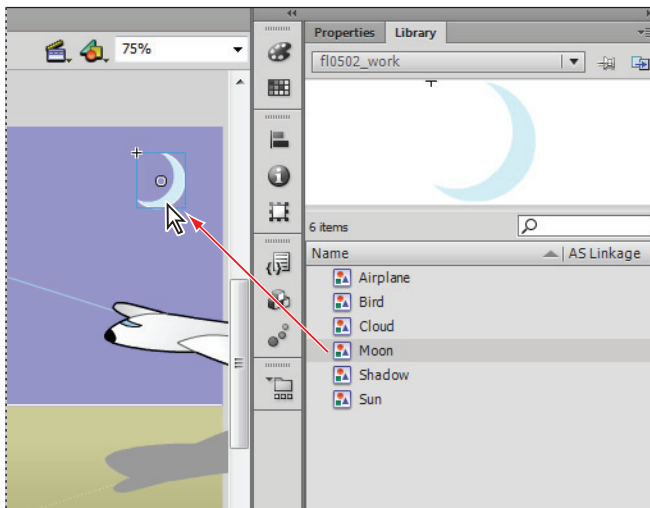 Properties Library
75%
fl0502_work
6 items
Name AS Linkage
Airplane
Bird
Cloud
Moon
Shadow
Sun